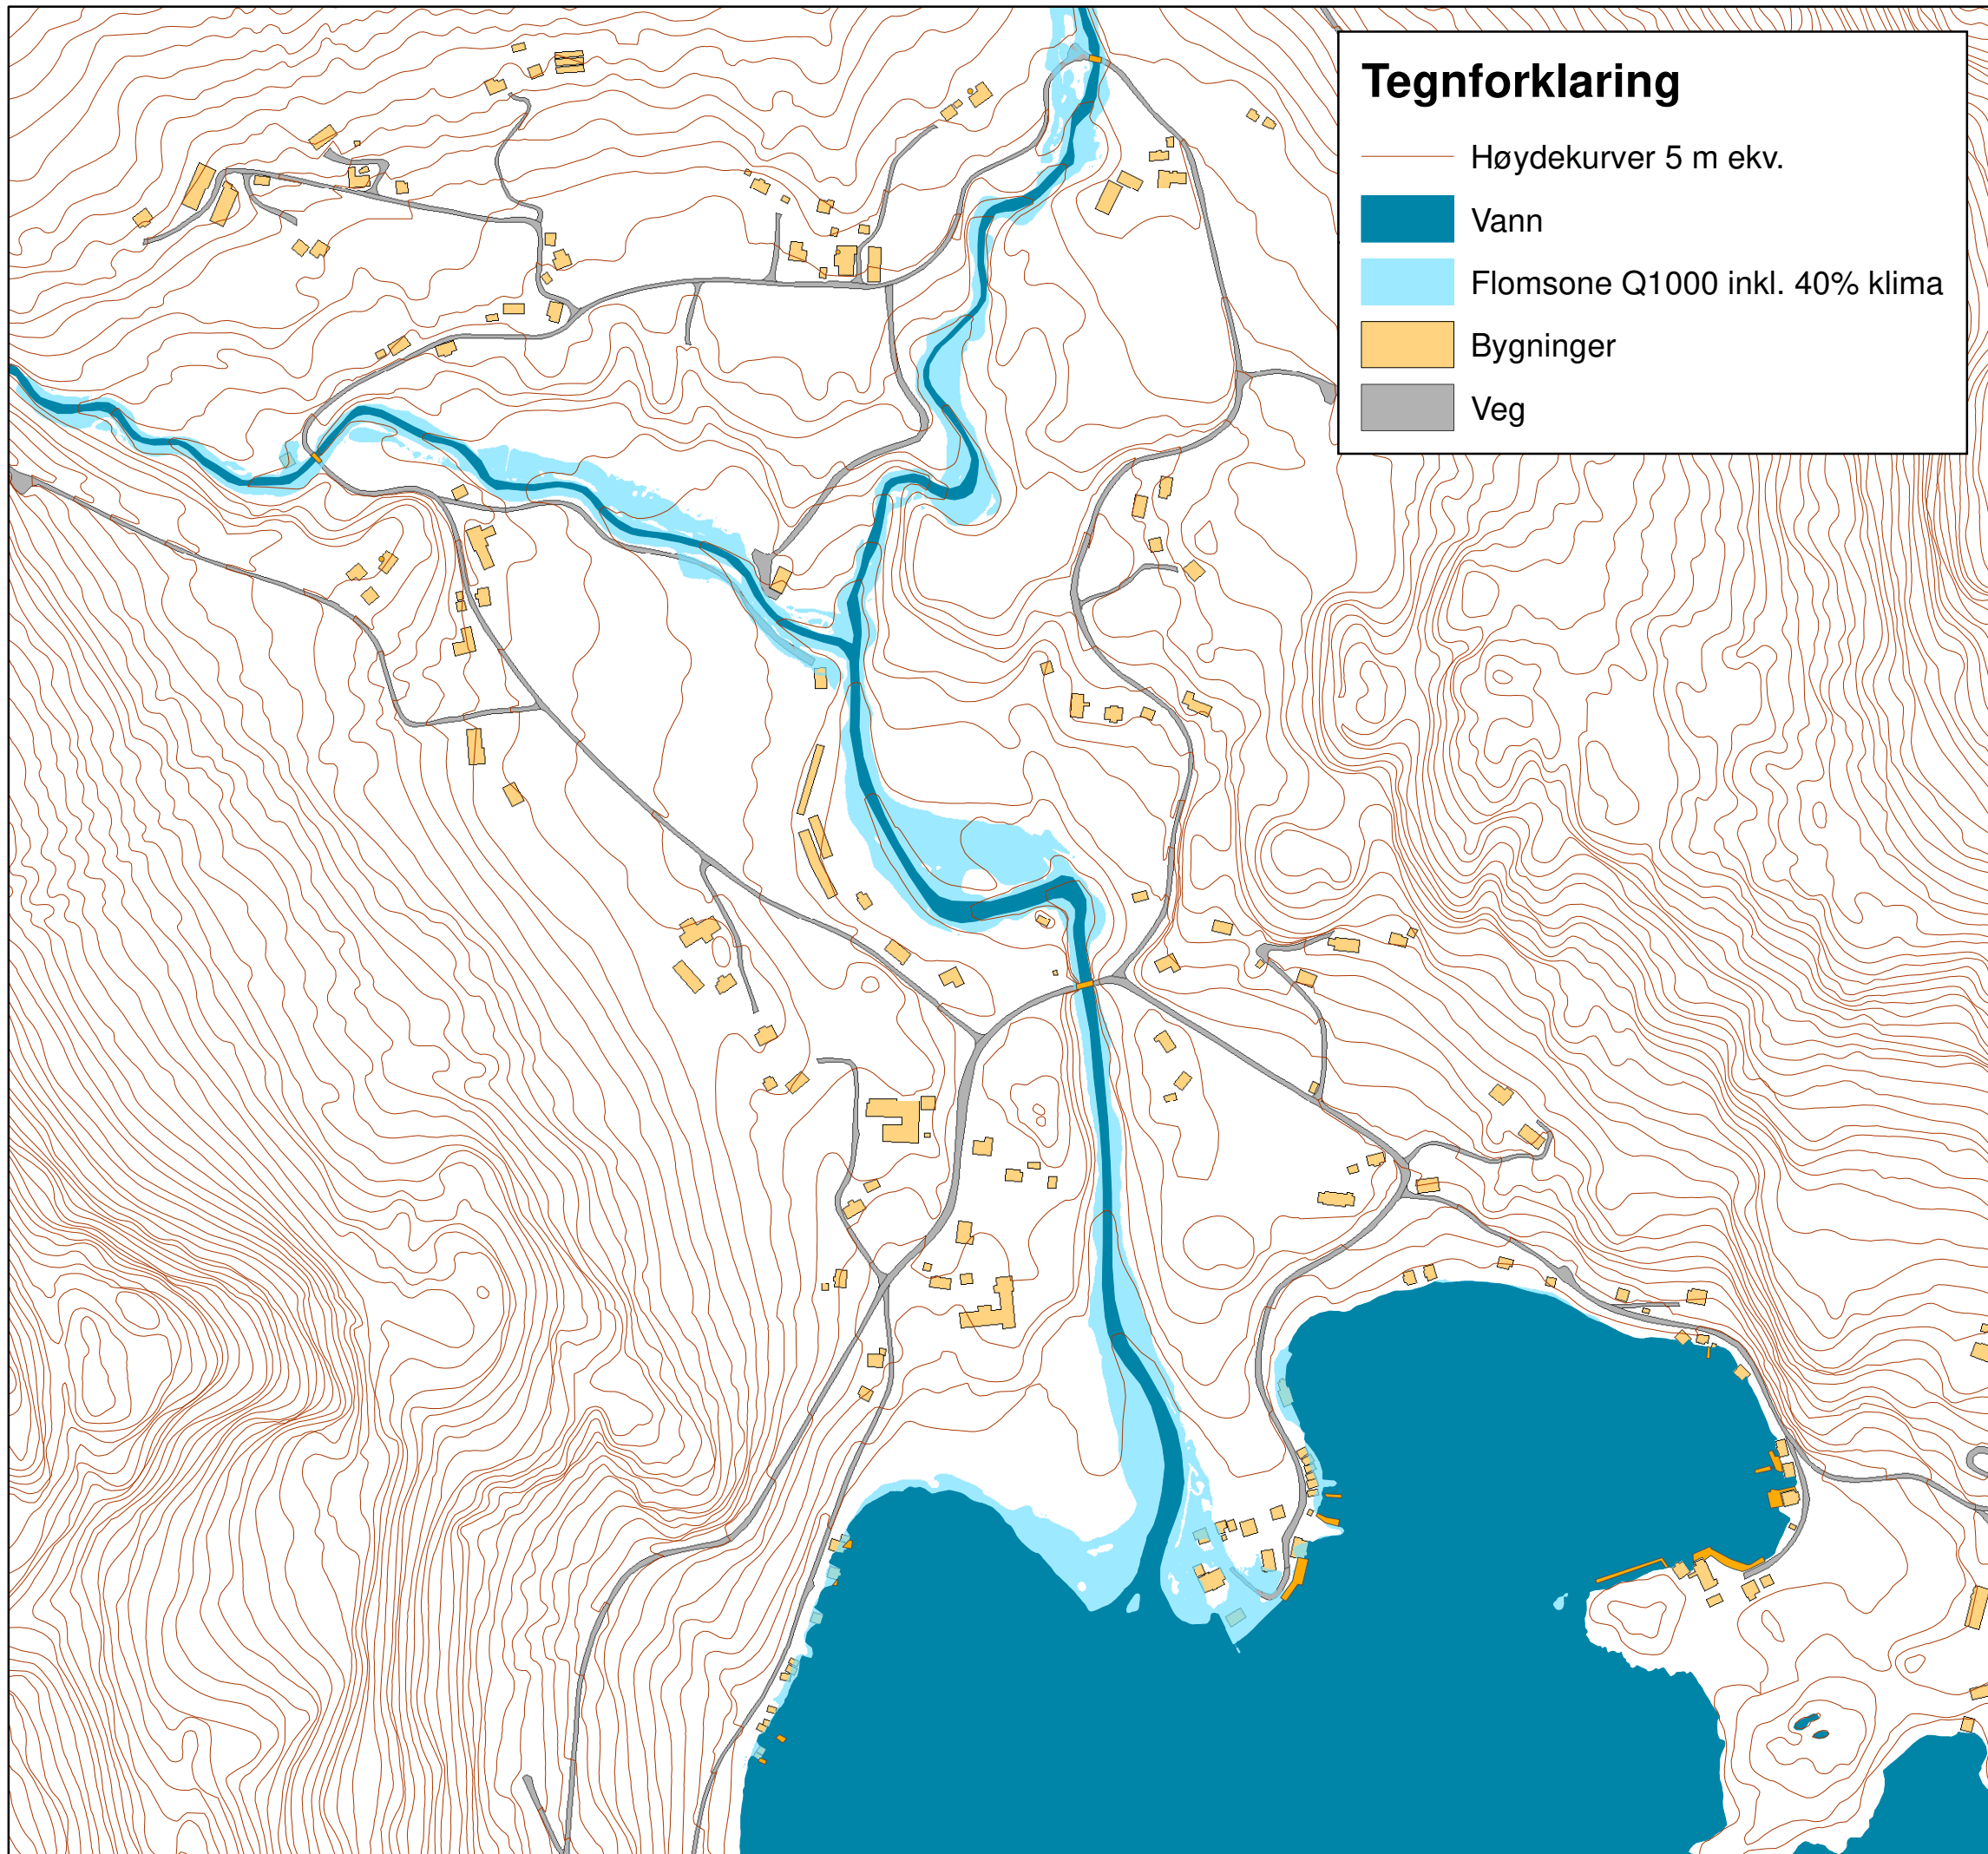 Tegnforklaring
Høydekurver 5 m ekv.
Vann
Flomsone Q1000 inkl. 40% klima
Bygninger
Veg